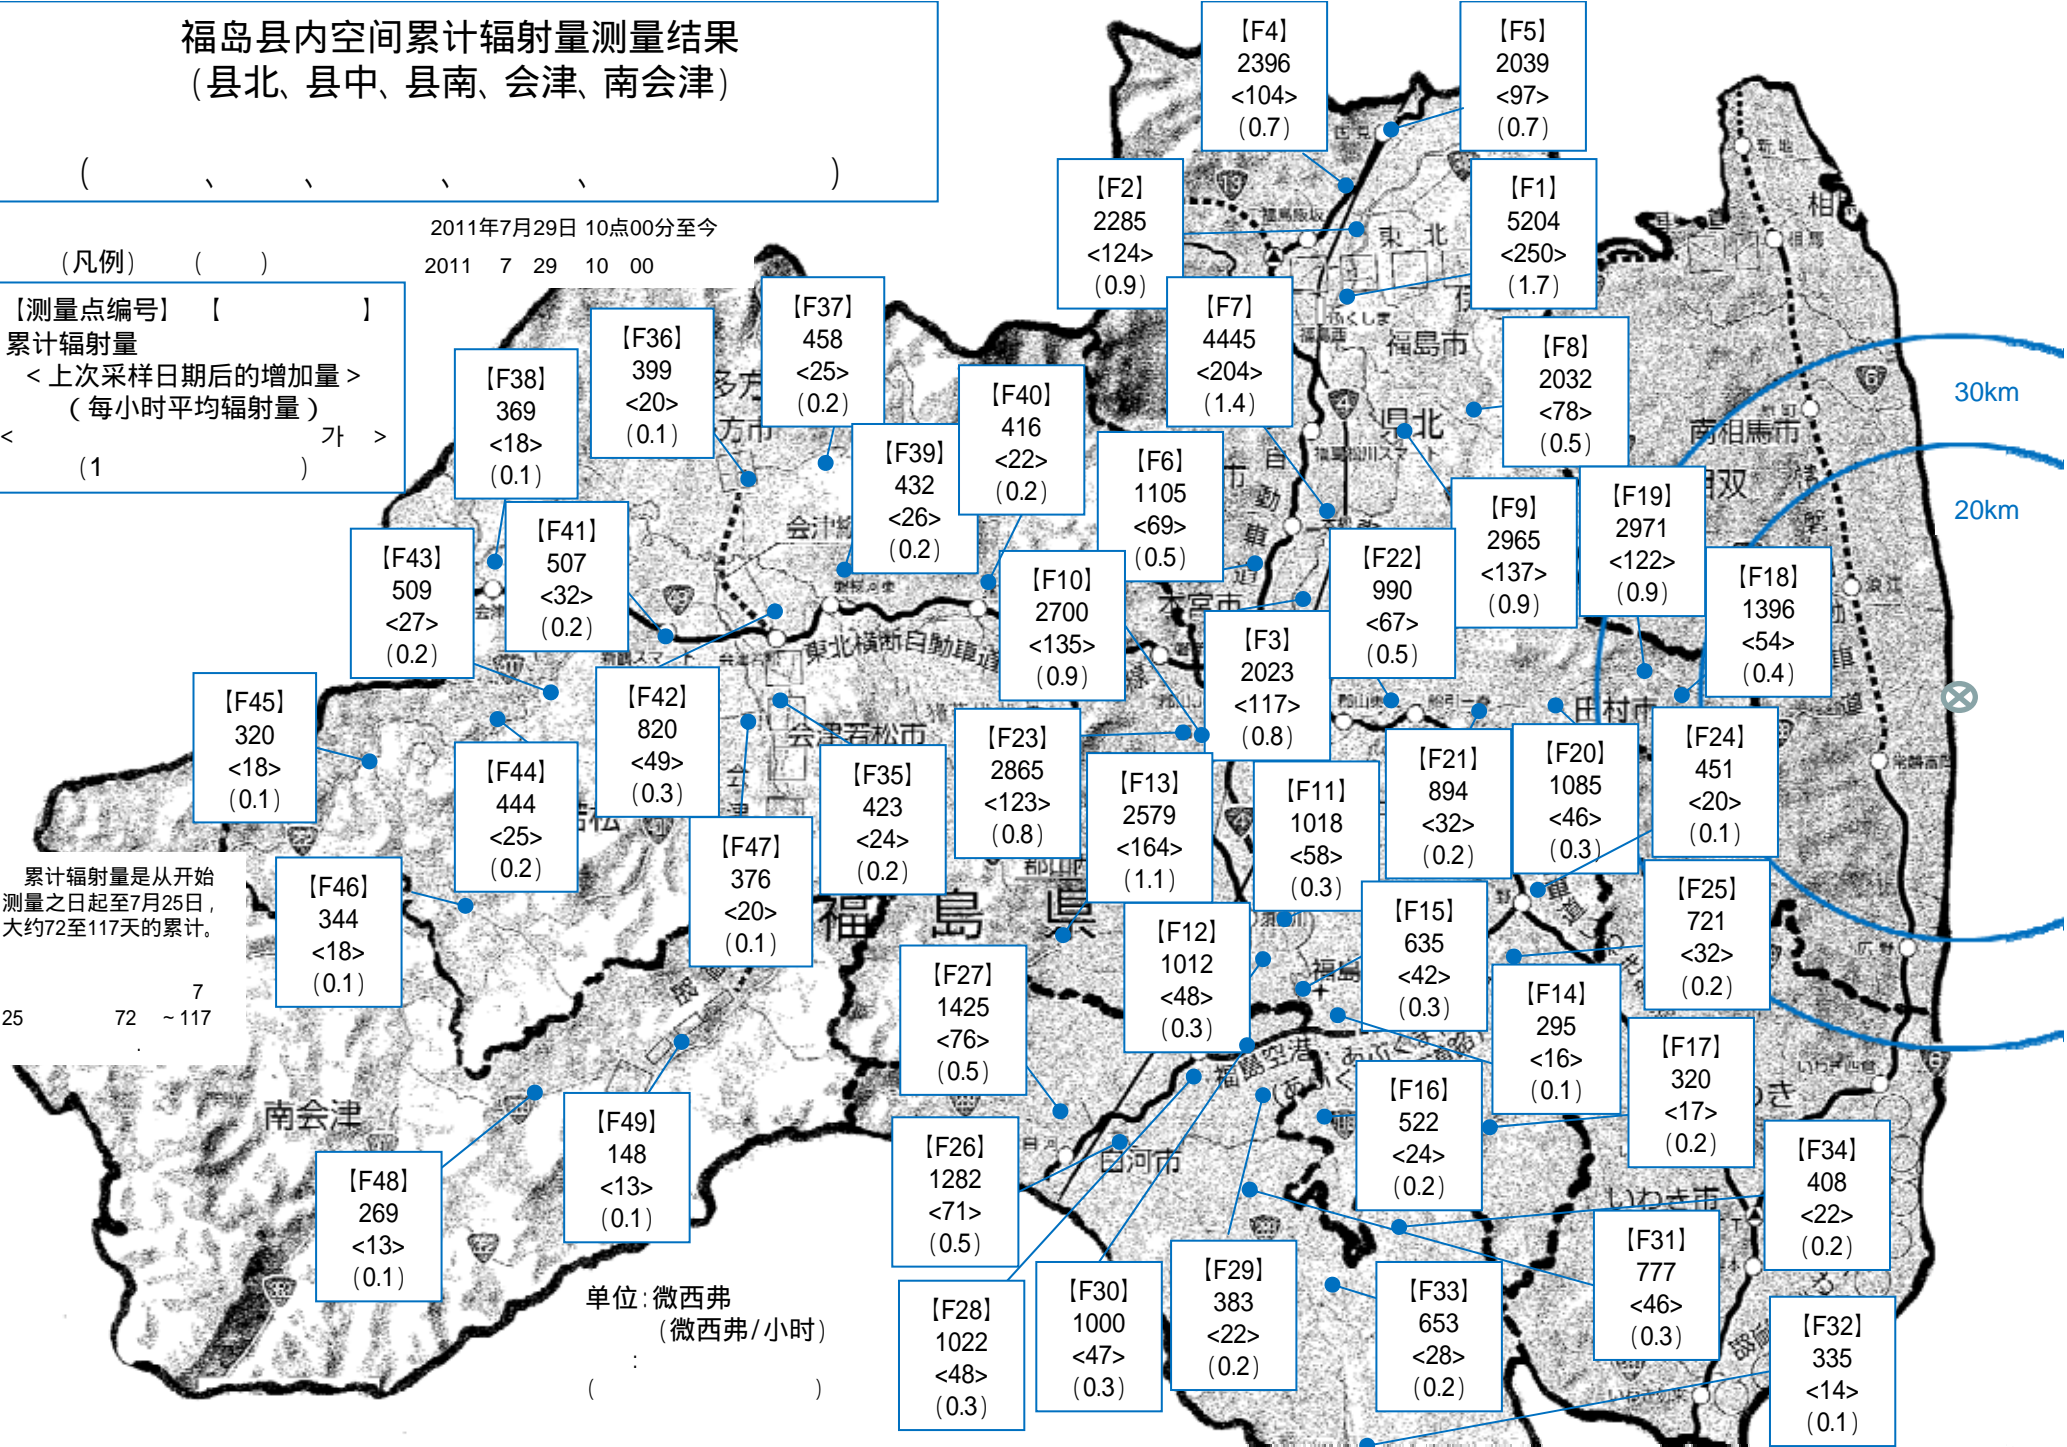 福岛县内空间累计辐射量测量结果
(县北、县中、县南、会津、南会津)
( 、 、 、 、 )
2011年7月29日 10点00分至今
2011 7 29 10 00
(凡例) ( )
【测量点编号】 【 】
累计辐射量
<上次采样日期后的增加量>
(每小时平均辐射量)
< 가 >
(1 )
【F4】
2396
<104>
(0.7)
【F5】
2039
<97>
(0.7)
【F2】
2285
<124>
(0.9)
【F1】
5204
<250>
(1.7)
【F7】
4445
<204>
(1.4)
【F8】
2032
<78>
(0.5)
【F37】
458
<25>
(0.2)
【F36】
399
<20>
(0.1)
【F38】
369
<18>
(0.1)
【F40】
416
<22>
(0.2)
【F39】
432
<26>
(0.2)
【F6】
1105
<69>
(0.5)
【F9】
2965
<137>
(0.9)
【F19】
2971
<122>
(0.9)
【F43】
509
<27>
(0.2)
【F41】
507
<32>
(0.2)
【F10】
2700
<135>
(0.9)
【F22】
990
<67>
(0.5)
【F18】
1396
<54>
(0.4)
【F3】
2023
<117>
(0.8)
【F45】
320
<18>
(0.1)
【F42】
820
<49>
(0.3)
【F44】
444
<25>
(0.2)
【F35】
423
<24>
(0.2)
【F23】
2865
<123>
(0.8)
【F13】
2579
<164>
(1.1)
【F11】
1018
<58>
(0.3)
【F21】
894
<32>
(0.2)
【F20】
1085
<46>
(0.3)
【F24】
451
<20>
(0.1)
【F47】
376
<20>
(0.1)
【F46】
344
<18>
(0.1)
【F12】
1012
<48>
(0.3)
【F15】
635
<42>
(0.3)
【F25】
721
<32>
(0.2)
【F27】
1425
<76>
(0.5)
【F14】
295
<16>
(0.1)
【F17】
320
<17>
(0.2)
【F16】
522
<24>
(0.2)
【F49】
148
<13>
(0.1)
【F48】
269
<13>
(0.1)
【F26】
1282
<71>
(0.5)
【F34】
408
<22>
(0.2)
【F28】
1022
<48>
(0.3)
【F30】
1000
<47>
(0.3)
【F29】
383
<22>
(0.2)
【F33】
653
<28>
(0.2)
【F31】
777
<46>
(0.3)
【F32】
335
<14>
(0.1)
30km
20km
累计辐射量是从开始
测量之日起至7月25日,
大约72至117天的累计。
7
25 72 ~117
.
单位:微西弗
(微西弗/小时)
:
( )
東 北
福島市
県北
南相馬市
相馬
新地
本宮市
田村市
東北横断自動車道
会津若松市
福 島 県
南会津
白河市
福島空港
いわき市
浪江
広野